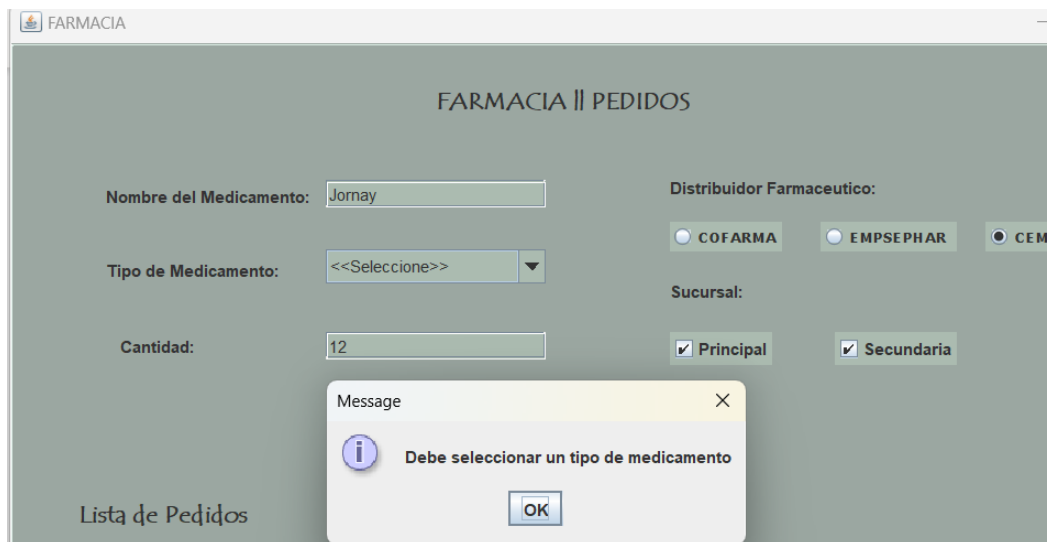 FARMACIA
FARMACIA || PEDIDOS
Nombre del Medicamento: Jornay
Distribuidor Farmaceutico:
COFARMA EMPSEPHAR CEM
Tipo de Medicamento: <<Seleccione>>
Sucursal:
Cantidad: 12
Principal Secundaria
Message
Debe seleccionar un tipo de medicamento
OK
Lista de Pedidos